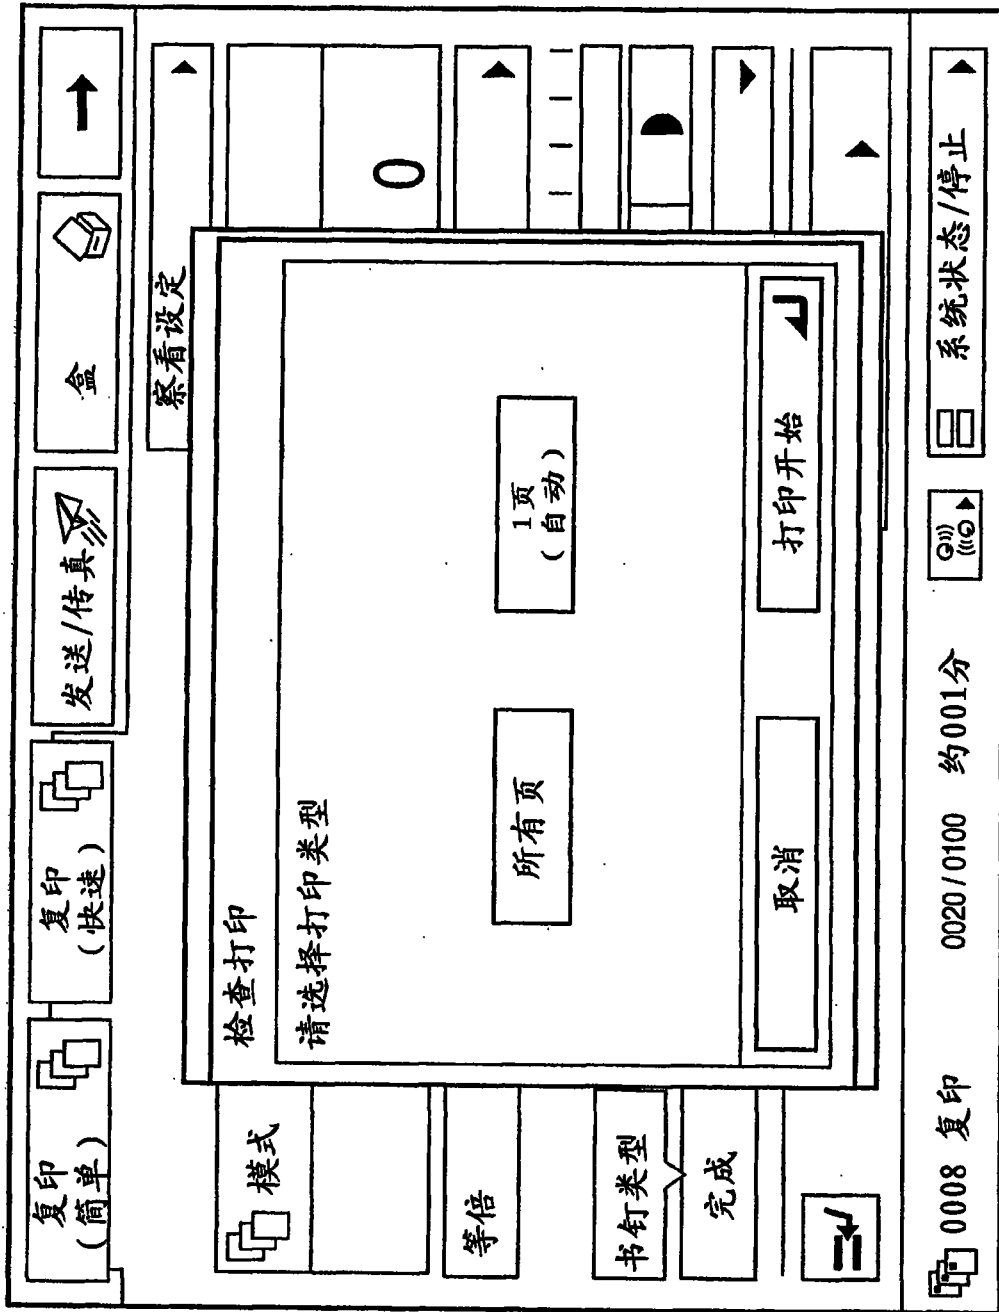 复印
（简单）
复印
（快速）
发送/传真
盒
察看设定
模式
0
等倍
书钉类型
完成
检查打印
请选择打印类型
所有页
1页
（自动）
取消
打印开始
0008 复印 0020/0100 约001分
系统状态/停止